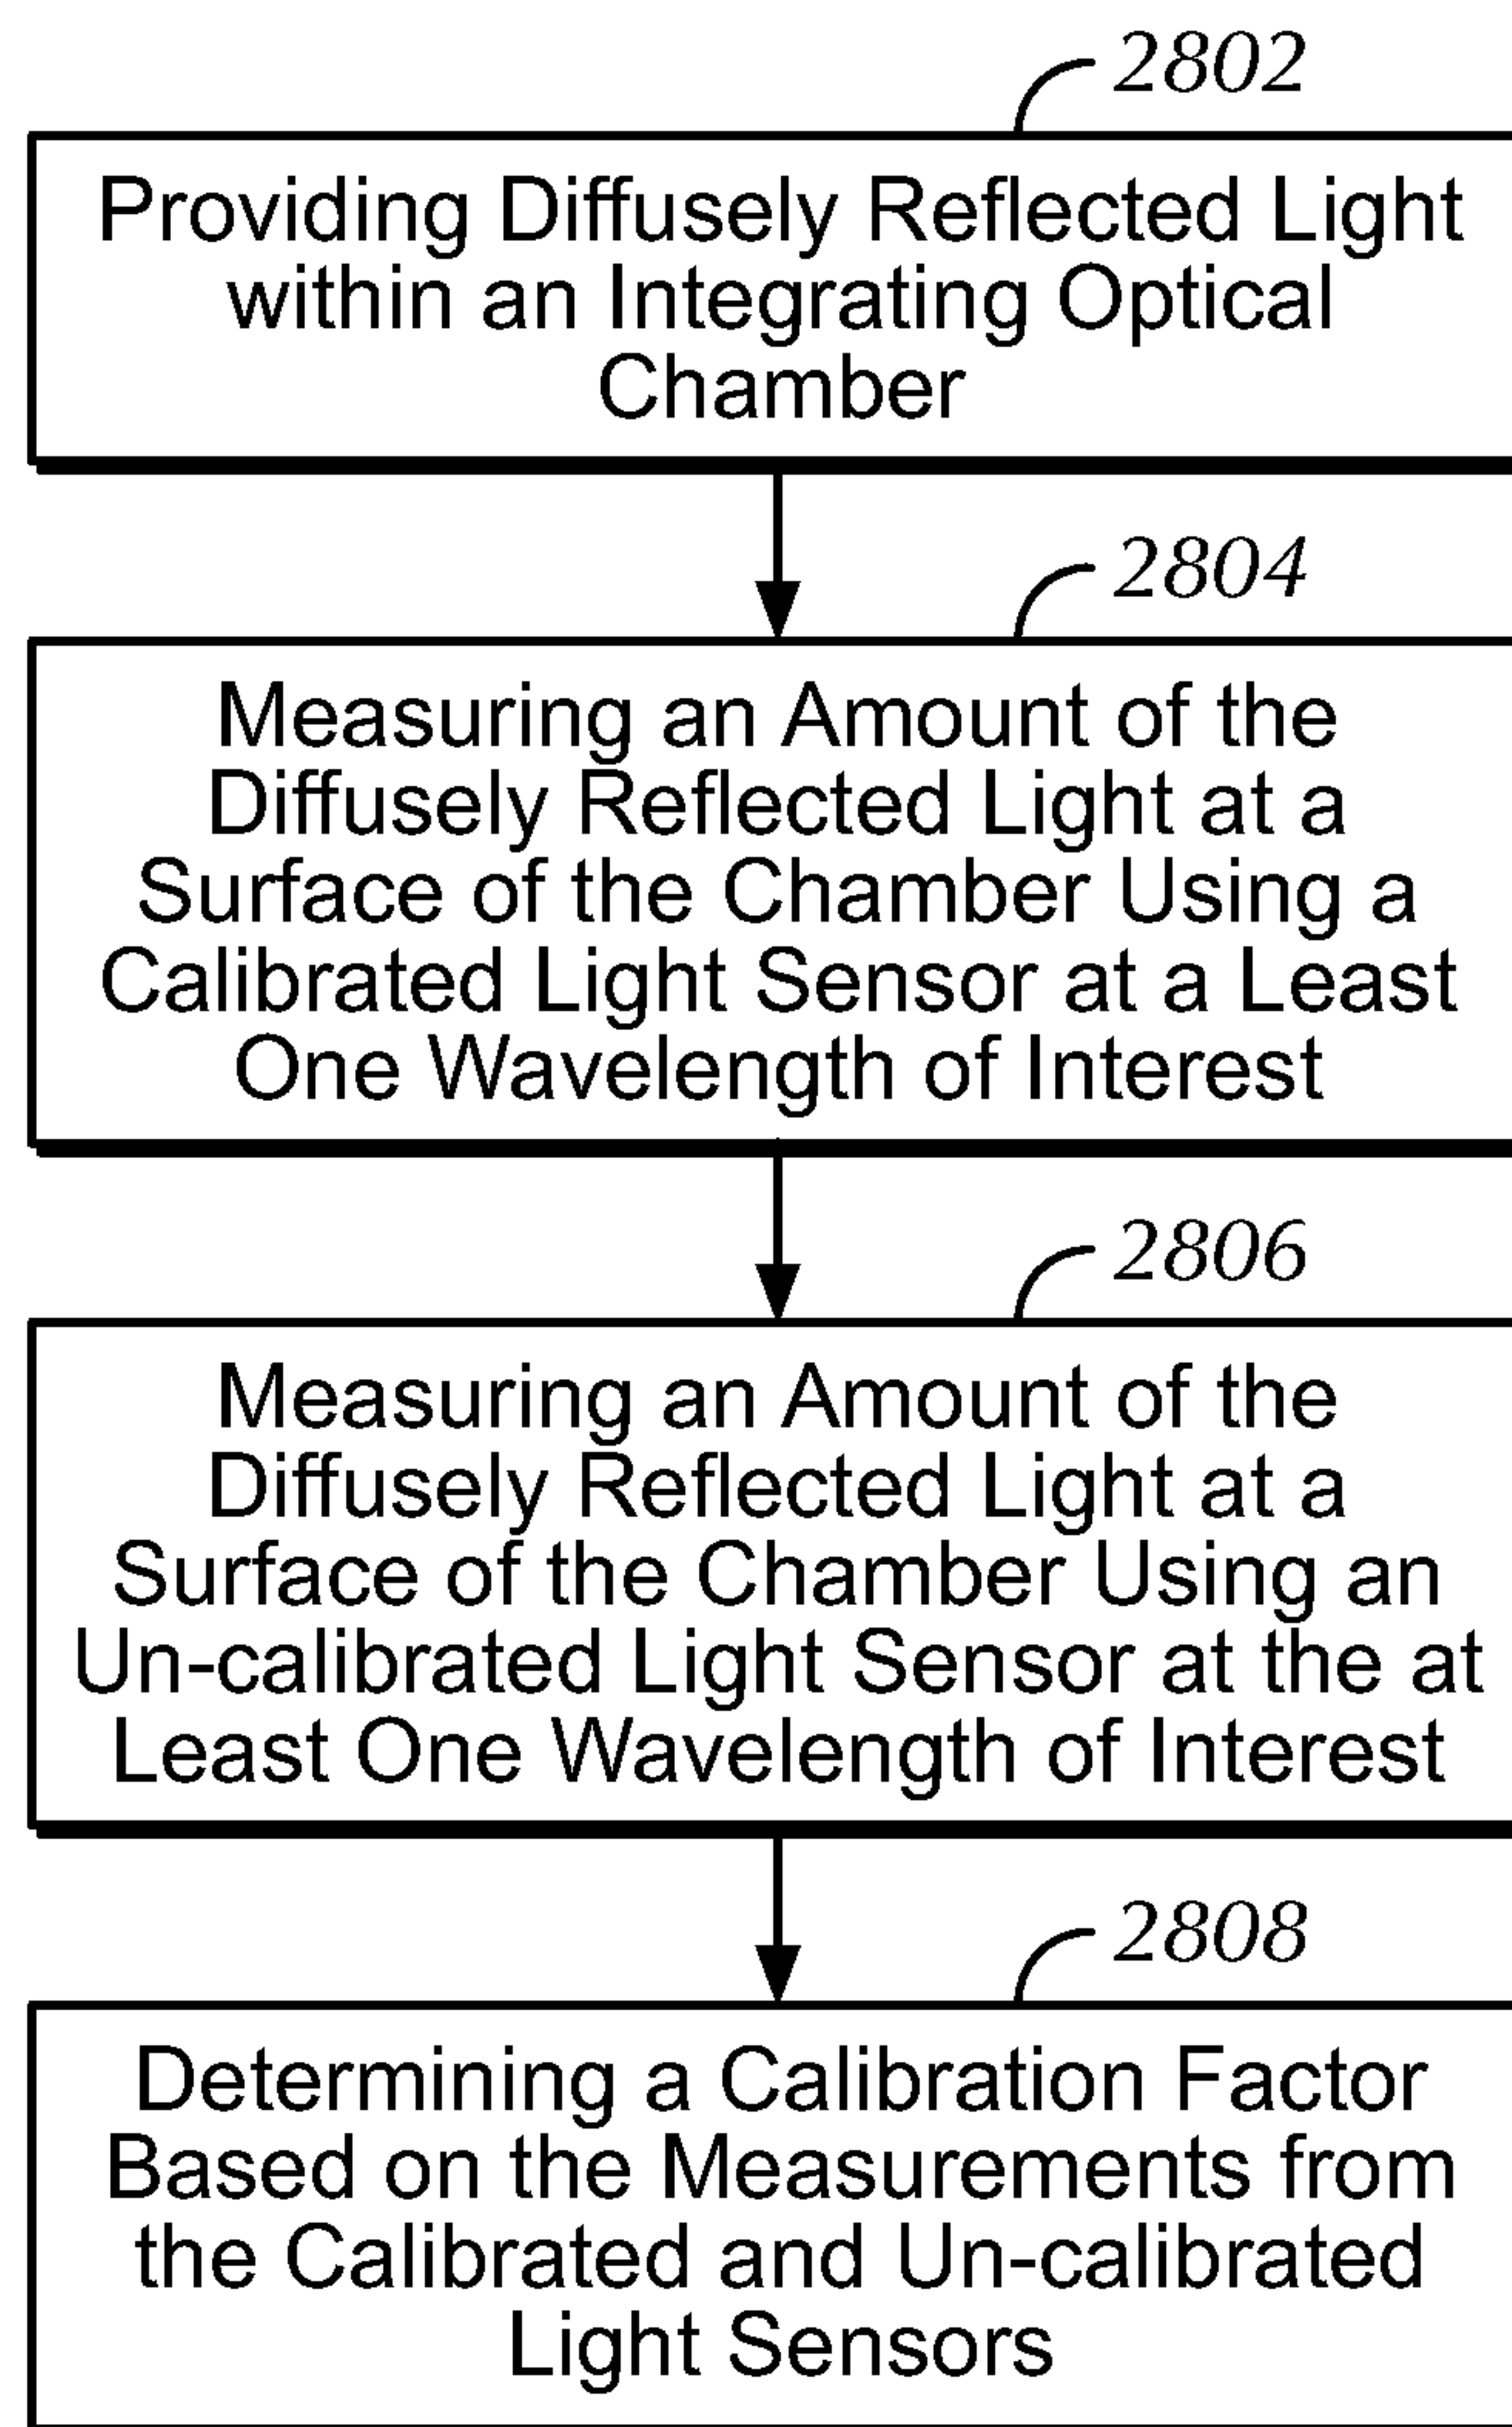 2802
Providing Diffusely Reflected Light
within an Integrating Optical
Chamber
2804
Measuring an Amount of the
Diffusely Reflected Light at a
Surface of the Chamber Using a
Calibrated Light Sensor at a Least
One Wavelength of Interest
2806
Measuring an Amount of the
Diffusely Reflected Light at a
Surface of the Chamber Using an
Un-calibrated Light Sensor at the at
Least One Wavelength of Interest
2808
Determining a Calibration Factor
Based on the Measurements from
the Calibrated and Un-calibrated
Light Sensors